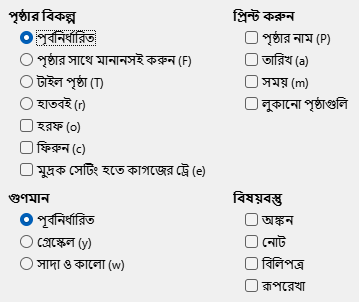 পৃষ্ঠার বিকল্প
পূর্বনির্ধারিত
পৃষ্ঠার সাথে মানানসই করুন (F)
টাইল পৃষ্ঠা (T)
হাতবই (r)
হরফ (o)
ফিরুন (c)
মুদ্রক সেটিং হতে কাগজের ট্রে (e)
প্রিন্ট করুন
পৃষ্ঠার নাম (P)
তারিখ (a)
সময় (m)
লুকানো পৃষ্ঠাগুলি
গুণমান
পূর্বনির্ধারিত
গ্রেস্কেল (y)
সাদা ও কালো (w)
বিষয়বস্তু
অঙ্কন
নোট
বিলিপত্র
রূপরেখা